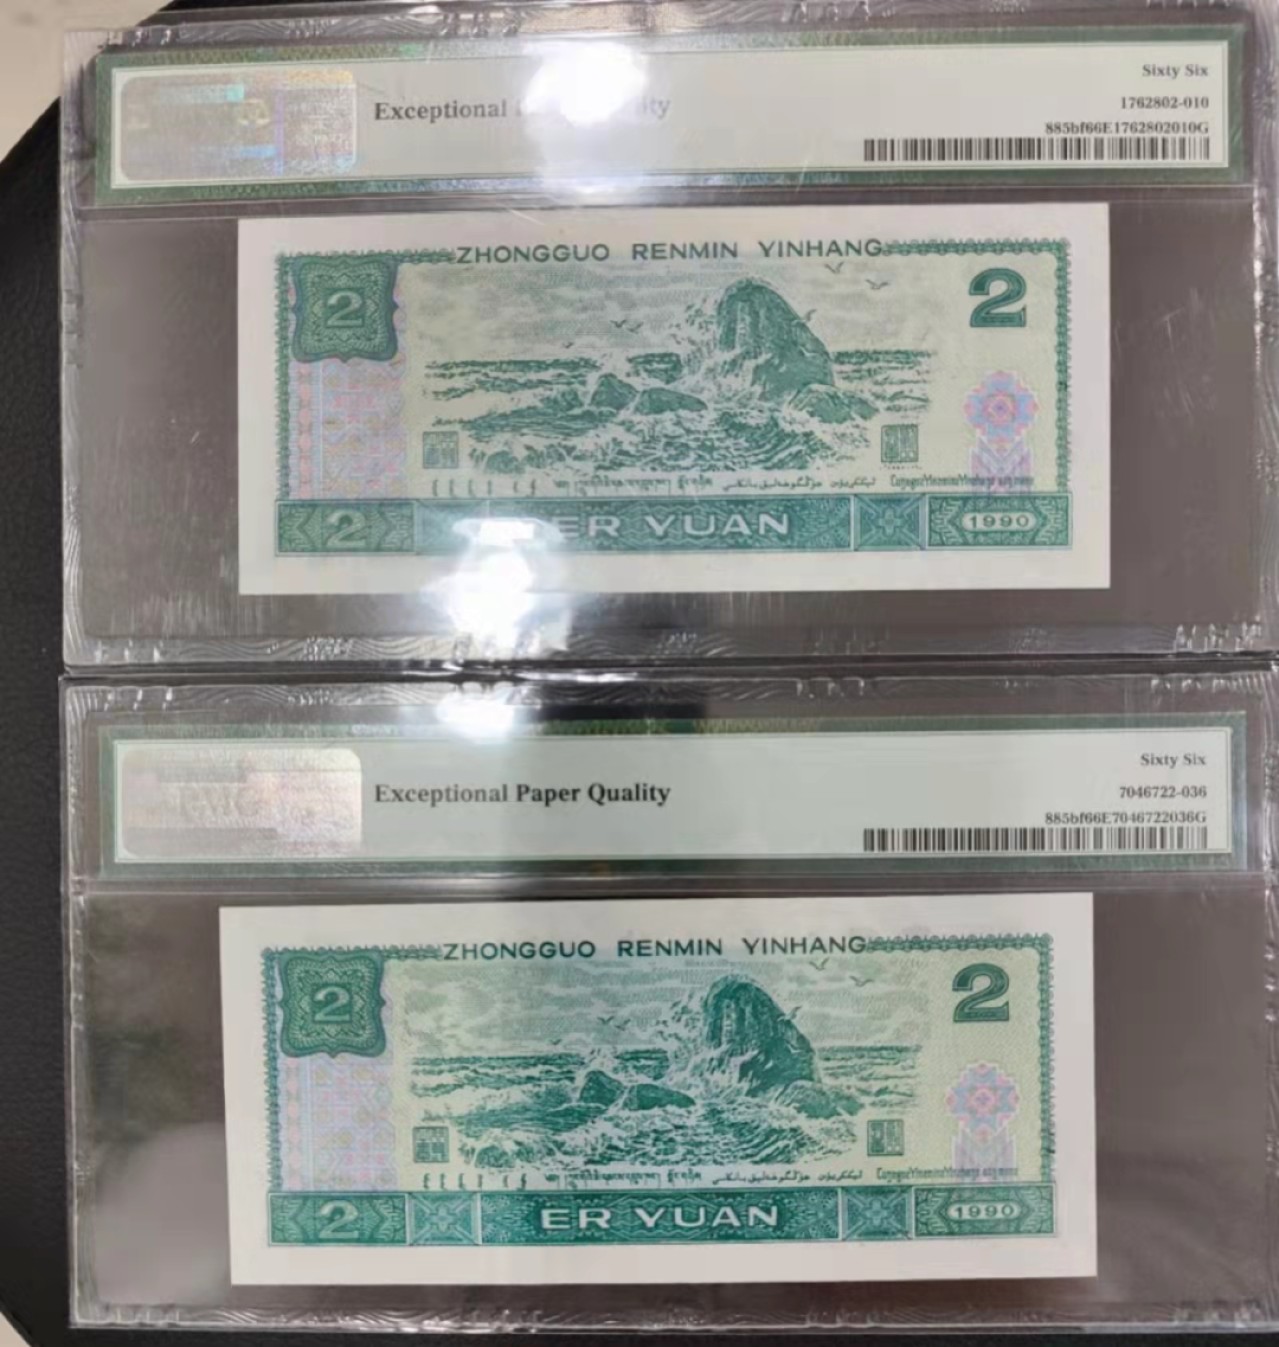 Sixty Six
Exceptional
1762802-010
885bf66E1762802010G
ZHONGGUO RENMIN YINHANG
2
2
2
ER YUAN
1990
Sixty Six
Exceptional Paper Quality
7046722-036
885bf66E7046722036G
ZHONGGUO RENMIN YINHANG
2
2
2
ER YUAN
1990